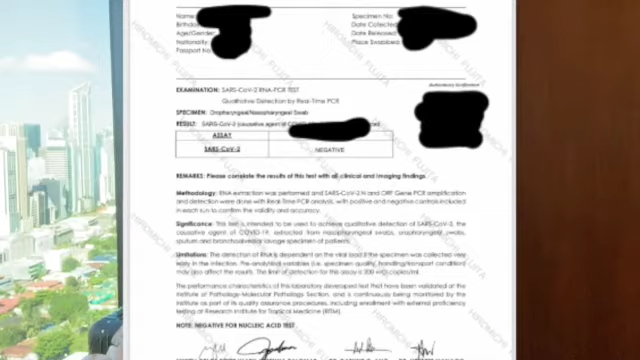 Name:
Specimen No:
Birthda
Date Collected
Age/Gender:
Date Released
Nationality
Place Swabbed
Passport No
EXAMINATION: SARS-CoV-2 RNA-PCR TEST
Qualitative Detection by Real-Time PCR
SPECIMEN: Oropharyngeal/Nasopharyngeal Swab
RESULT: SARS-CoV-2 (causative agent of
ASSAY
SARS-CoV-2 NEGATIVE
REMARKS: Please correlate the results of this test with all clinical and imaging findings.
Methodology: RNA extraction was performed and SARS-CoV-2 N and ORF Gene PCR amplification
and detection were done with Real-Time PCR analysis, with positive and negative controls included
in each run to confirm the validity and accuracy.
Significance: This test is intended to be used to achieve qualitative detection of SARS-CoV-2, the
causative agent of COVID-19, extracted from nasopharyngeal swabs, oropharyngeal swabs,
sputum and bronchoalveolar lavage specimen of patients.
Limitations: The detection of RNA is dependent on the viral load if the specimen was collected very
early in the infection. Pre-analytical variables (i.e. specimen quality, handling/transport condition)
may also affect the results. The limit of detection for this assay is 200 copies/ml.
The performance characteristics of this laboratory developed test that have been validated at the
Institute of Pathology-Molecular Pathology Section, and is continuously being monitored by the
institute as part of its quality assurance procedures, including enrollment with external proficiency
testing at Research Institute for Tropical Medicine (RITM).
NOTE: NEGATIVE FOR NUCLEIC ACID TEST
HIROMICHI FUJITA